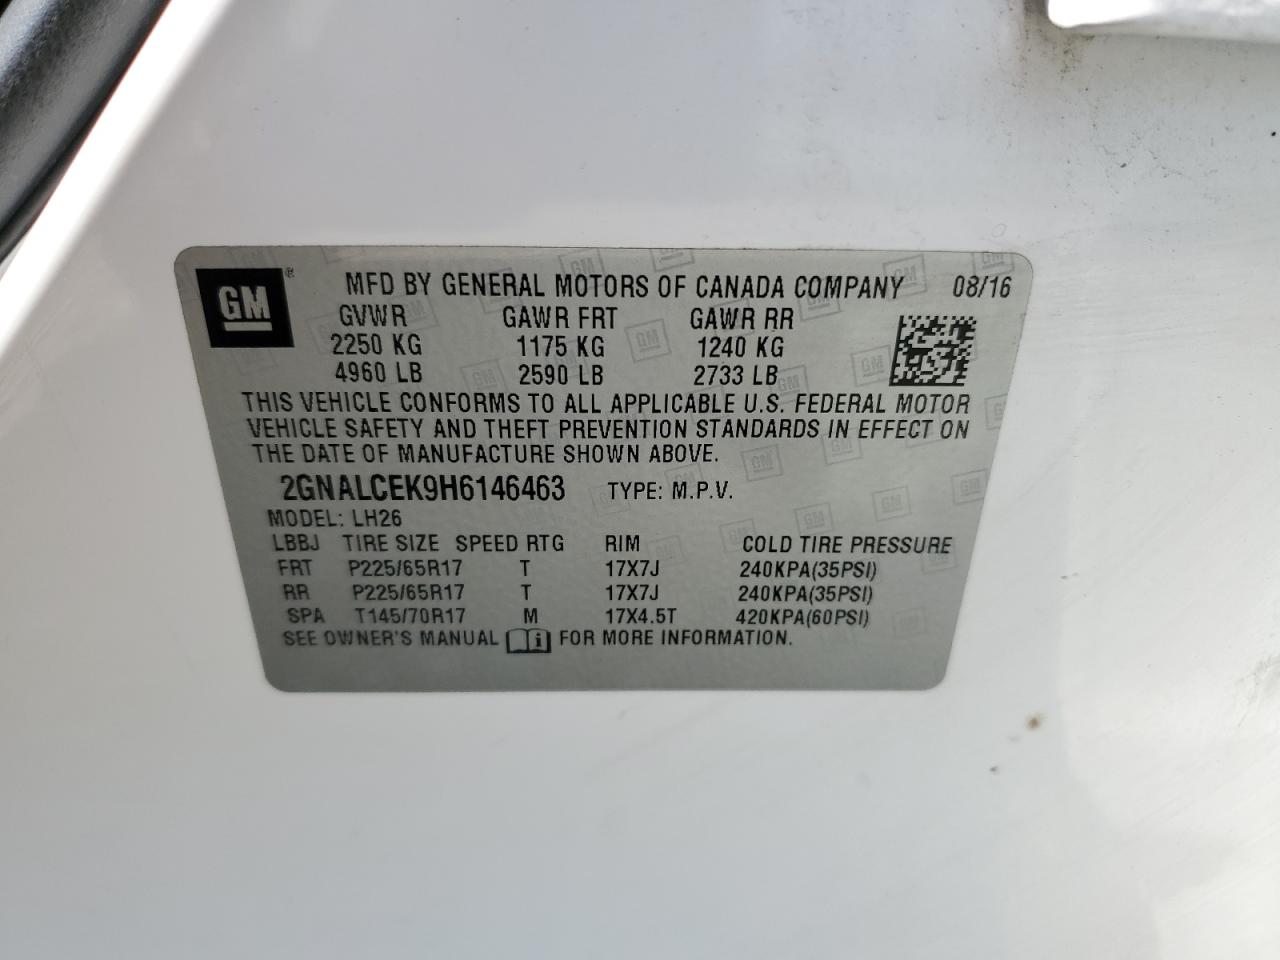 GM ® MFD BY GENERAL MOTORS OF CANADA COMPANY 08/16
GVWR GAWR FRT GAWR RR
2250 KG 1175 KG 1240 KG
4960 LB 2590 LB 2733 LB
THIS VEHICLE CONFORMS TO ALL APPLICABLE U.S. FEDERAL MOTOR
VEHICLE SAFETY AND THEFT PREVENTION STANDARDS IN EFFECT ON
THE DATE OF MANUFACTURE SHOWN ABOVE.
2GNALCEK9H6146463 TYPE: M.P.V.
MODEL: LH26
LBBJ TIRE SIZE SPEED RTG RIM COLD TIRE PRESSURE
FRT P225/65R17 T 17X7J 240KPA(35PSI)
RR P225/65R17 T 17X7J 240KPA(35PSI)
SPA T145/70R17 M 17X4.5T 420KPA(60PSI)
SEE OWNER'S MANUAL i FOR MORE INFORMATION.